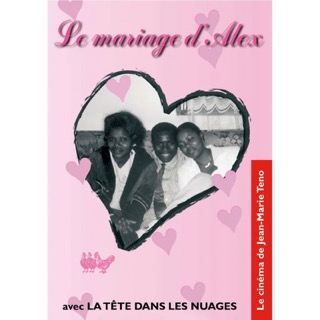 Le mariage d'Alex
Le cinéma de Jean-Marie Teno
avec LA TÊTE DANS LES NUAGES